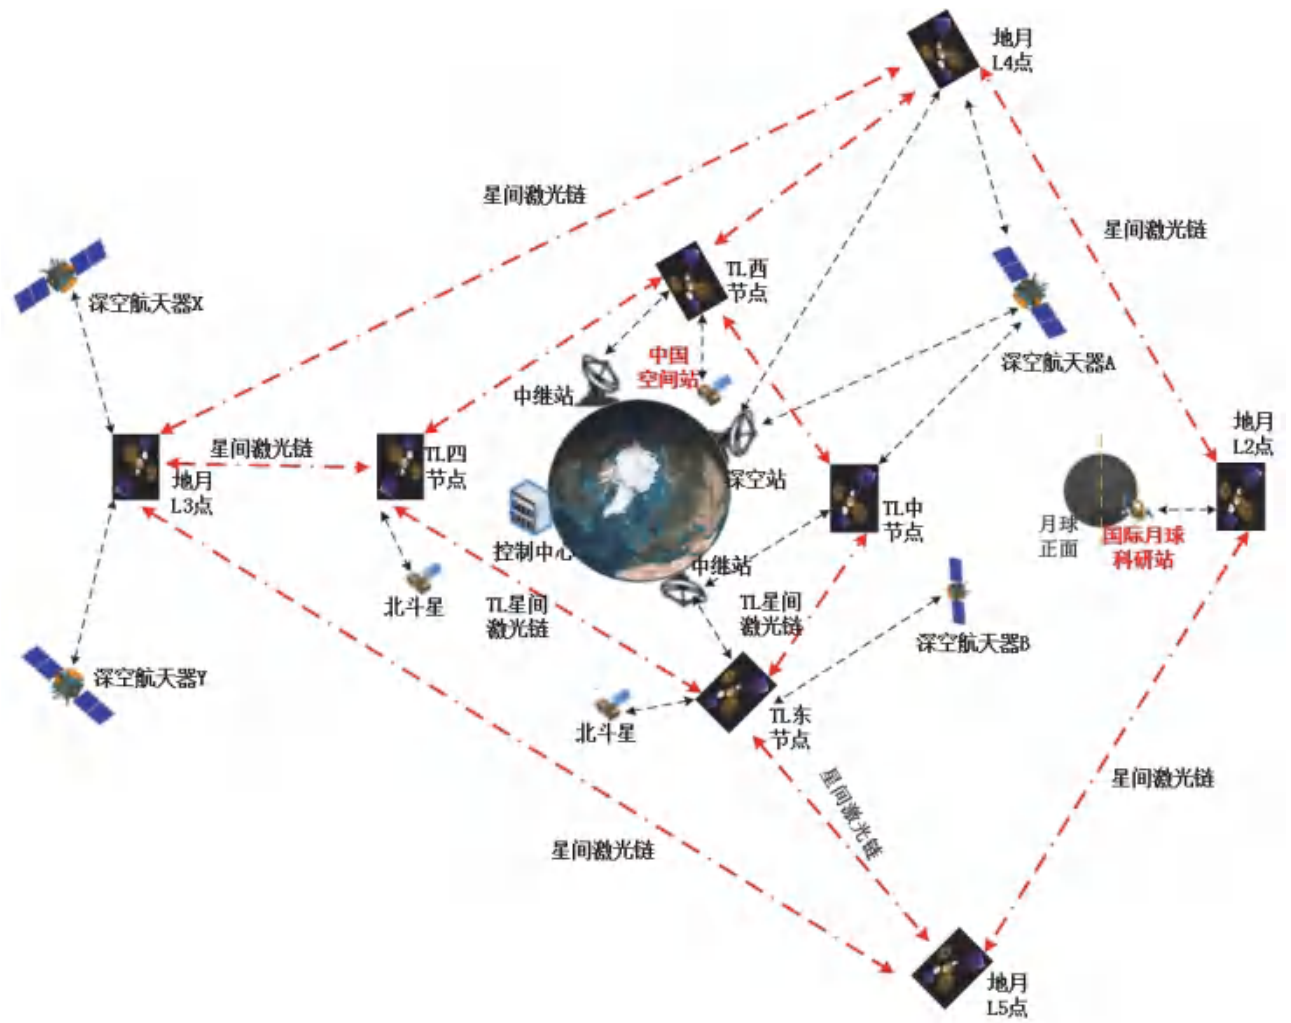 地月
L4点
星间激光链
星间激光链
TL西
节点
深空航天器X
中国
空间站
中继站
深空航天器A
地月
L2点
星间激光链
地月
L3点
TL四
节点
深空站
TL中
节点
月球
正面
国际月球
科研站
控制中心
中继站
北斗星
TL星间
激光链
TL星间
激光链
深空航天器B
深空航天器Y
北斗星
TL东
节点
星间激光链
星间激光链
星间激光链
地月
L5点